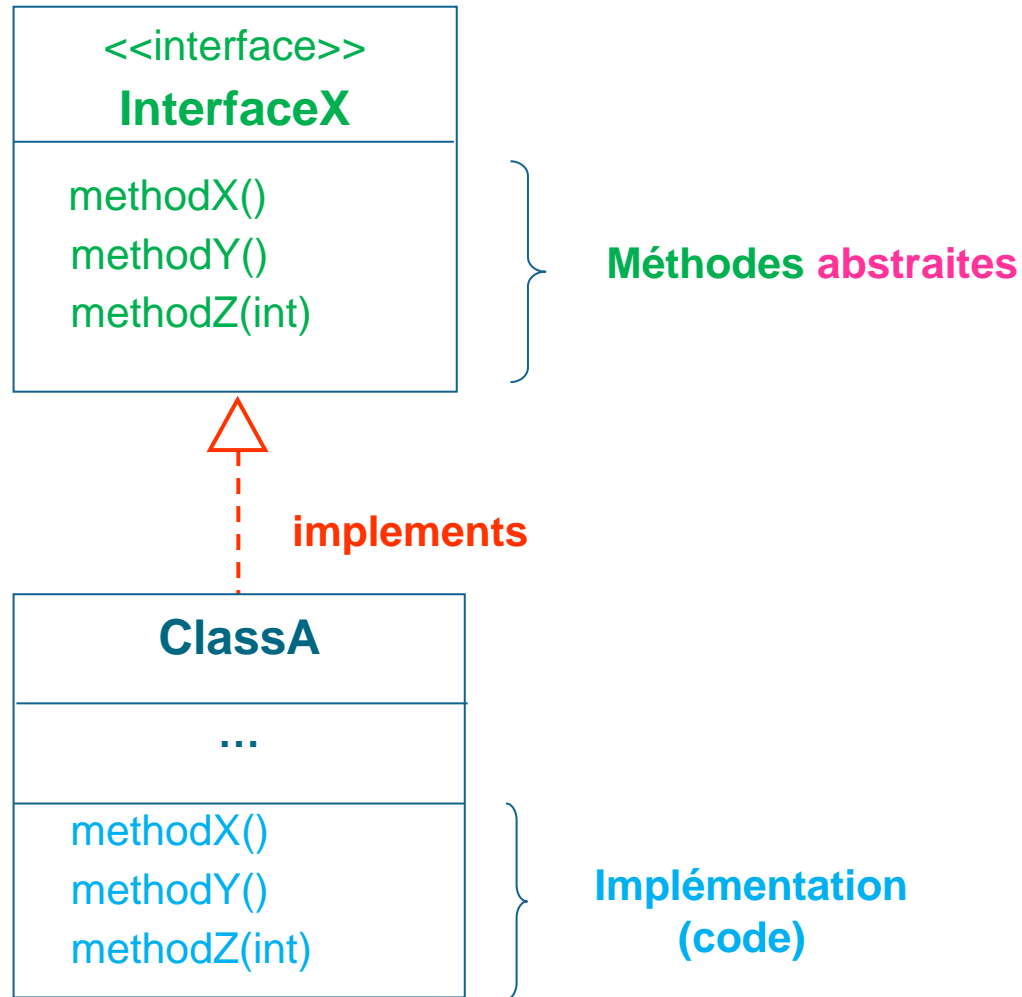 <<interface>>
InterfaceX
methodX()
methodY()
methodZ(int)
Méthodes abstraites
implements
ClassA
...
methodX()
methodY()
methodZ(int)
Implémentation
(code)